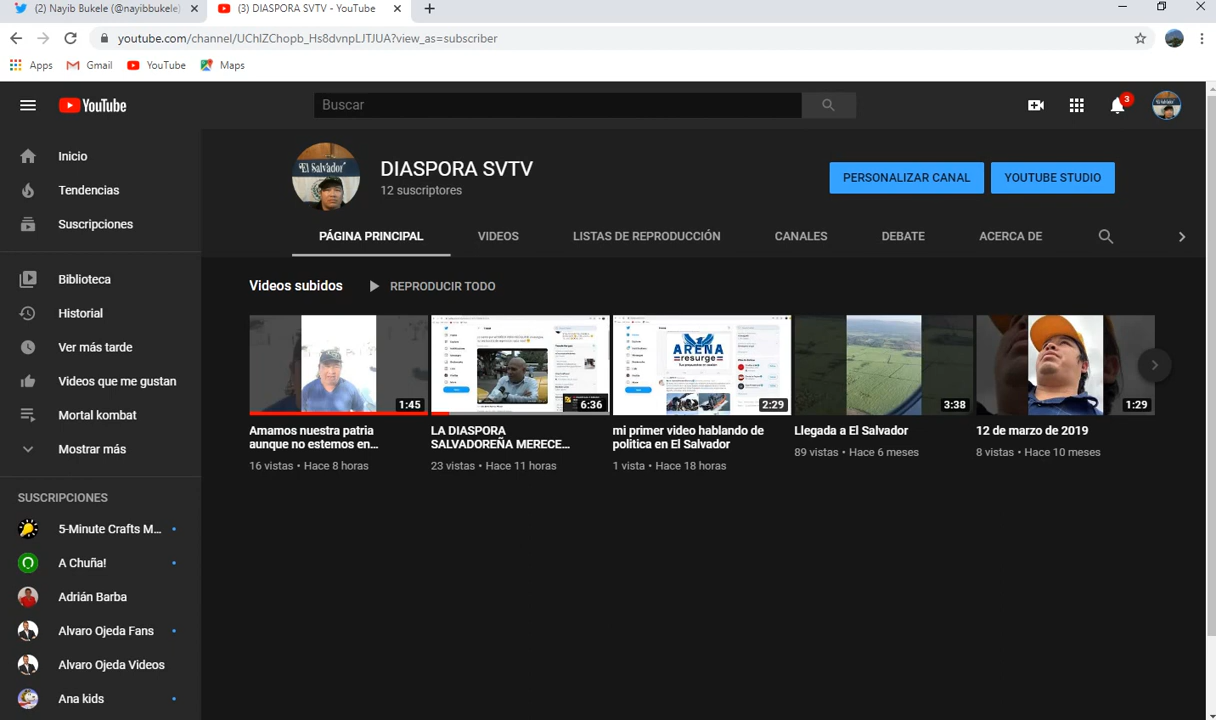 (2) Nayib Bukele (@nayibbukele)
(3) DIASPORA SVTV - YouTube
youtube.com/channel/UChIZChopb_Hs8dvnpLJTJUA?view_as=subscriber
Apps Gmail YouTube Maps
YouTube
Buscar
3
Inicio
Tendencias
Suscripciones
Biblioteca
Historial
Ver más tarde
Videos que me gustan
Mortal kombat
Mostrar más
SUSCRIPCIONES
5-Minute Crafts M...
A Chuña!
Adrián Barba
Alvaro Ojeda Fans
Alvaro Ojeda Videos
Ana kids
El Salvador
DIASPORA SVTV
12 suscriptores
PERSONALIZAR CANAL
YOUTUBE STUDIO
PÁGINA PRINCIPAL VIDEOS LISTAS DE REPRODUCCIÓN CANALES DEBATE ACERCA DE
Videos subidos REPRODUCIR TODO
1:45
Amamos nuestra patria
aunque no estemos en...
16 vistas • Hace 8 horas
6:36
LA DIASPORA
SALVADOREÑA MERECE...
23 vistas • Hace 11 horas
ARENA
resurge
2:29
mi primer video hablando de
politica en El Salvador
1 vista • Hace 18 horas
3:38
Llegada a El Salvador
89 vistas • Hace 6 meses
1:29
12 de marzo de 2019
8 vistas • Hace 10 meses